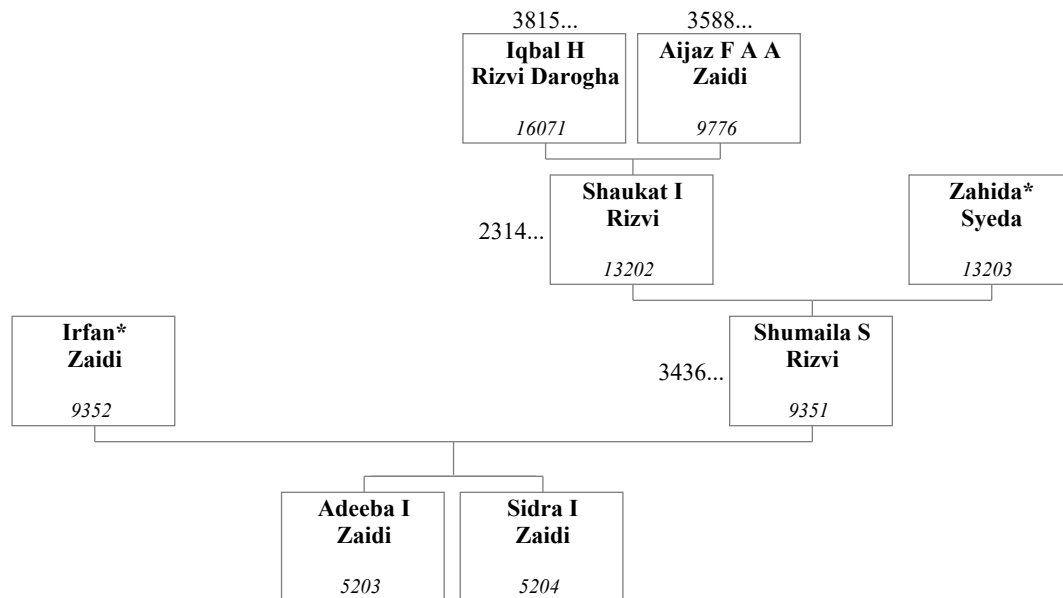 3815...
3588...
Iqbal H
Rizvi Darogha
16071
Aijaz F A A
Zaidi
9776
2314...
Shaukat I
Rizvi
13202
Zahida*
Syeda
13203
Irfan*
Zaidi
9352
3436...
Shumaila S
Rizvi
9351
Adeeba I
Zaidi
5203
Sidra I
Zaidi
5204